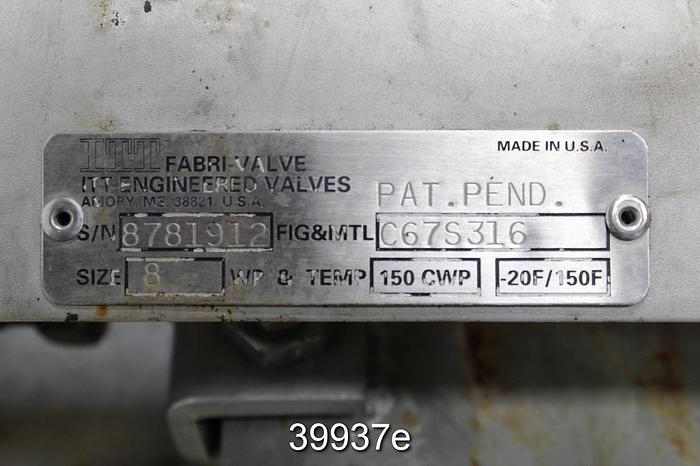 ITT FABRI-VALVE MADE IN U.S.A.
ITT ENGINEERED VALVES PAT.PEND.
AMORY, MS. 38821. U.S.A.
S/N 8781912 FIG&MTL C67S316
SIZE 8 WP & TEMP 150 CWP -20F/150F
39937e